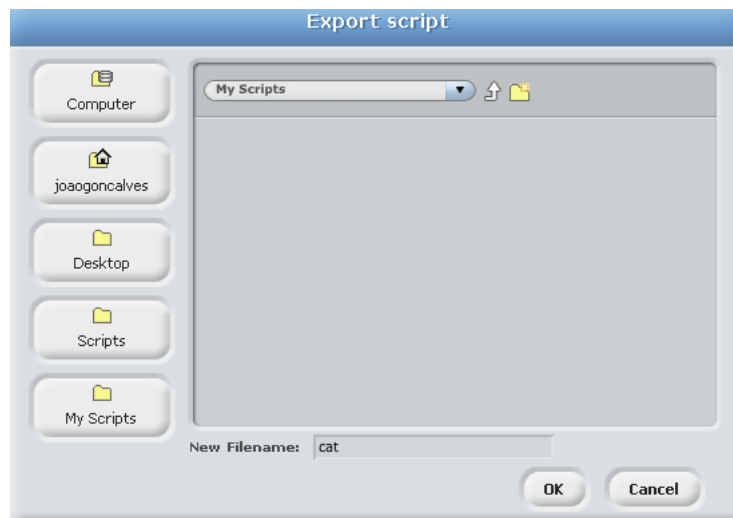 Export script
Computer
joaogoncalves
Desktop
Scripts
My Scripts
My Scripts
New Filename: cat
OK Cancel